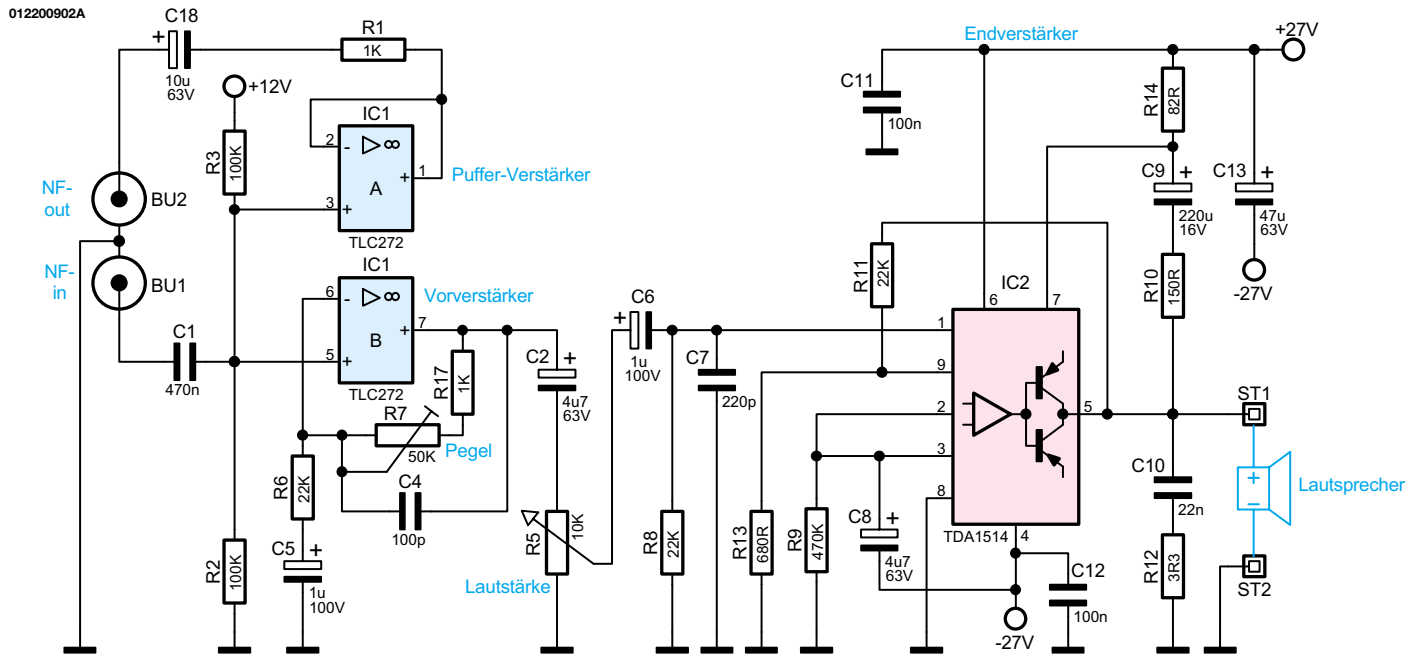 012200902A
C18
+
10u
63V
R1
1K
+12V
R3
100K
IC1
2
-
▷∞
A
+
1
3
+
TLC272
Puffer-Verstärker
NF-
out
BU2
NF-
in
BU1
C1
470n
IC1
6
-
▷∞
B
+
7
5
+
TLC272
Vorverstärker
R17
1K
R7
50K
Pegel
C4
100p
R6
22K
C5
+
1u
100V
R2
100K
C2
+
4u7
63V
R5
10K
Lautstärke
C6
+
1u
100V
R8
22K
C7
220p
R13
680R
R9
470K
C8
+
4u7
63V
R11
22K
Endverstärker
C11
100n
+27V
R14
82R
C9
+
220u
16V
C13
+
47u
63V
-27V
R10
150R
IC2
6
7
1
9
2
3
8
5
4
TDA1514
C12
100n
-27V
C10
22n
R12
3R3
ST1
+
−
Lautsprecher
ST2